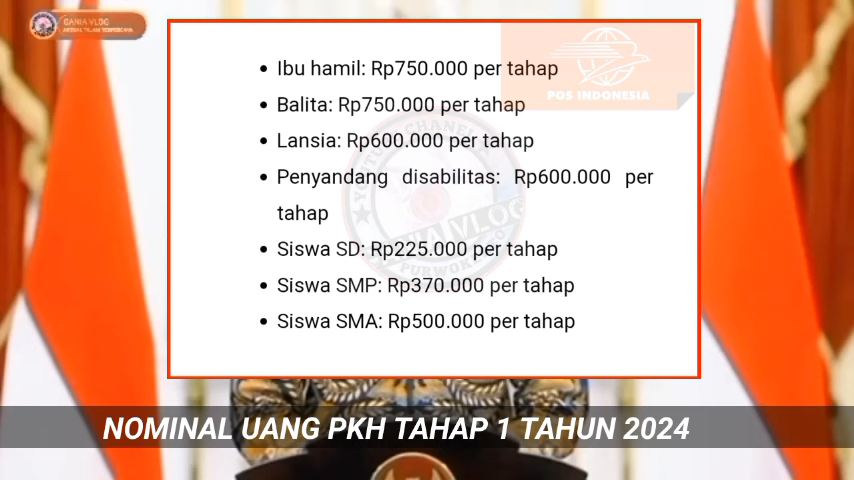 GANIA VLOG
POS INDONESIA
• Ibu hamil: Rp750.000 per tahap
• Balita: Rp750.000 per tahap
• Lansia: Rp600.000 per tahap
• Penyandang disabilitas: Rp600.000 per
tahap
• Siswa SD: Rp225.000 per tahap
• Siswa SMP: Rp370.000 per tahap
• Siswa SMA: Rp500.000 per tahap
NOMINAL UANG PKH TAHAP 1 TAHUN 2024